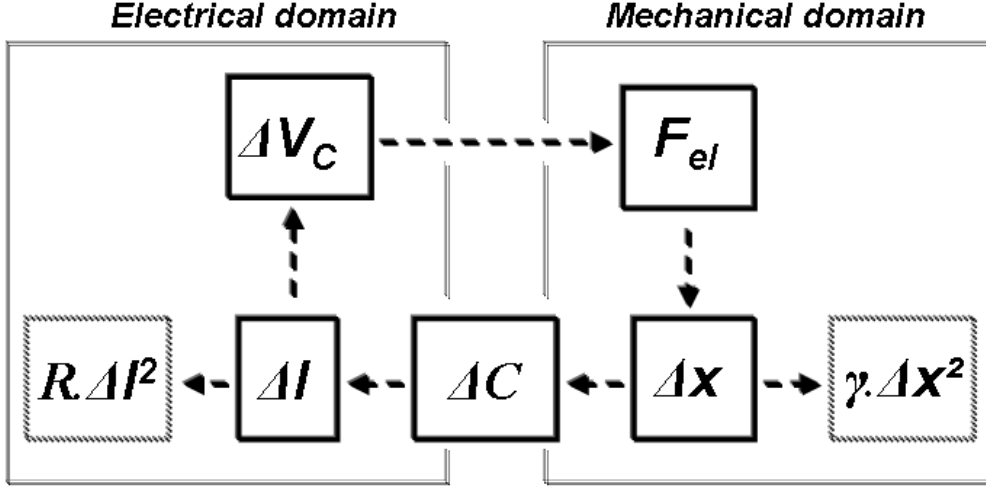 Electrical domain Mechanical domain
ΔV_C F_el
R.ΔI² ΔI ΔC Δx γ.Δx²